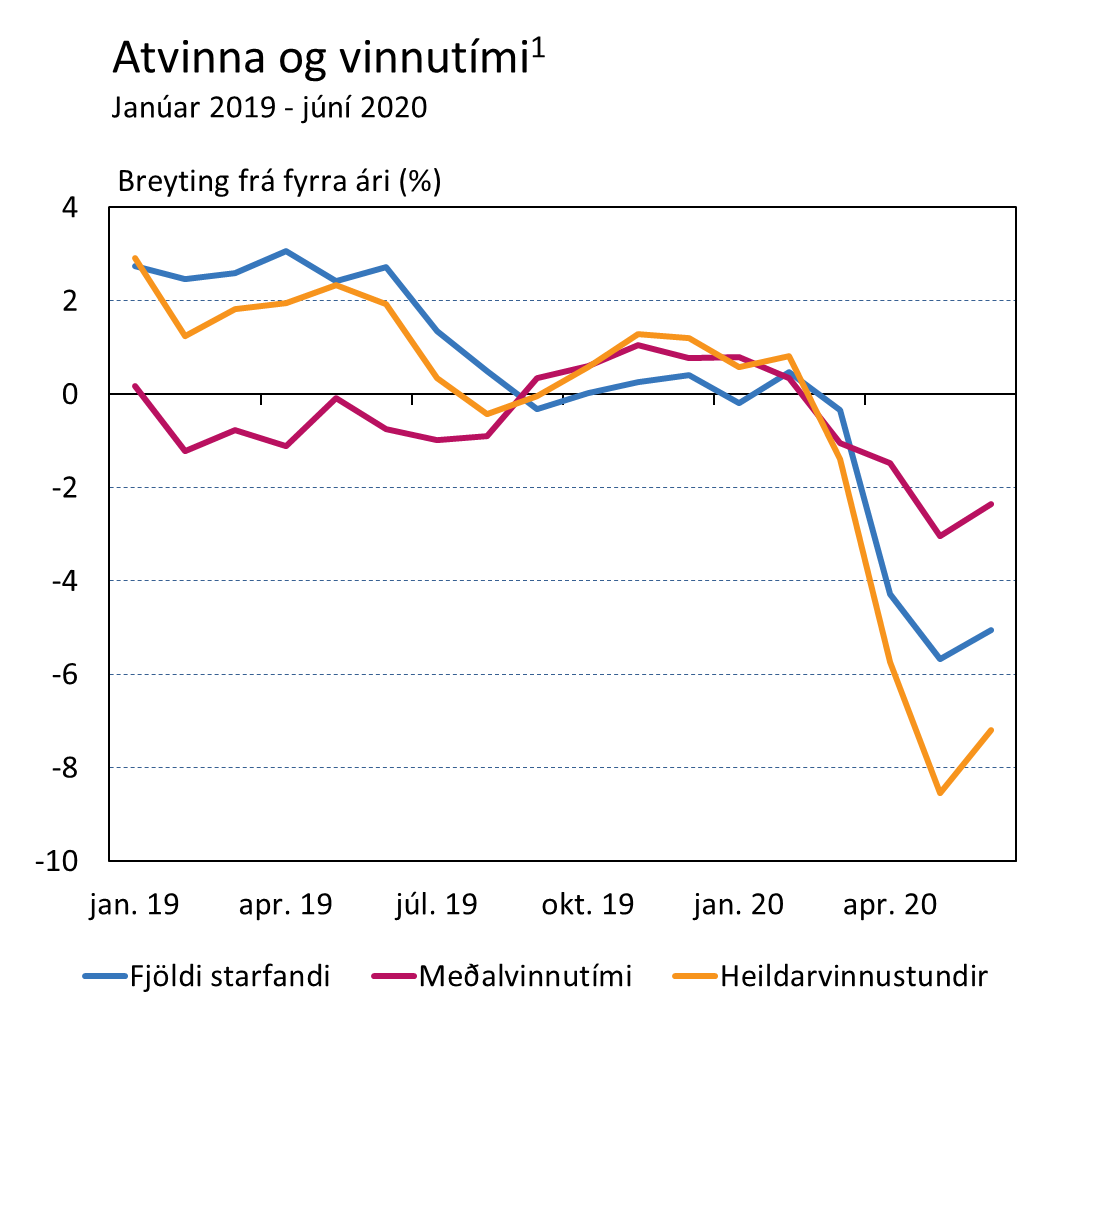 Atvinna og vinnutími¹
Janúar 2019 - júní 2020
Breyting frá fyrra ári (%)
4
2
0
-2
-4
-6
-8
-10
jan. 19 apr. 19 júl. 19 okt. 19 jan. 20 apr. 20
Fjöldi starfandi Meðalvinnutími Heildarvinnustundir